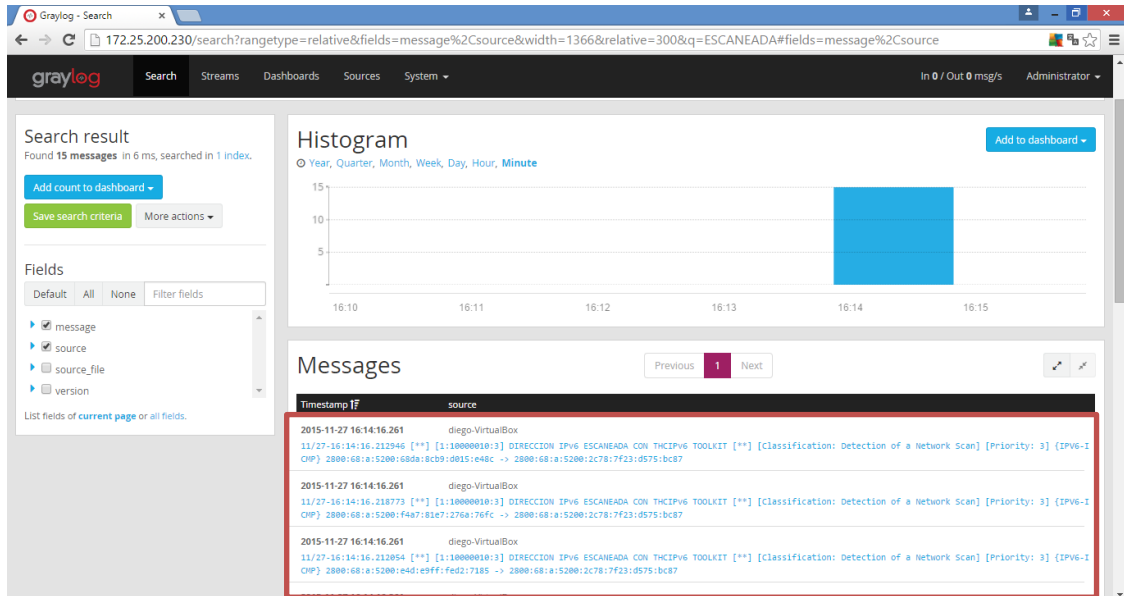 Graylog - Search
172.25.200.230/search?rangetype=relative&fields=message%2Csource&width=1366&relative=300&q=ESCANEADA#fields=message%2Csource
graylog Search Streams Dashboards Sources System In 0 / Out 0 msg/s Administrator
Search result
Found 15 messages in 6 ms, searched in 1 index.
Add count to dashboard
Save search criteria More actions
Fields
Default All None Filter fields
message
source
source_file
version
List fields of current page or all fields.
Histogram
Add to dashboard
Year, Quarter, Month, Week, Day, Hour, Minute
15
10
5
16:10 16:11 16:12 16:13 16:14 16:15
Messages
Previous 1 Next
Timestamp source
2015-11-27 16:14:16.261 diego-VirtualBox
11/27-16:14:16.212946 [**] [1:10000010:3] DIRECCION IPv6 ESCANEADA CON THCIPv6 TOOLKIT [**] [Classification: Detection of a Network Scan] [Priority: 3] {IPV6-I
CMP} 2800:68:a:5200:68da:8cb9:d015:e48c -> 2800:68:a:5200:2c78:7f23:d575:bc87
2015-11-27 16:14:16.261 diego-VirtualBox
11/27-16:14:16.218773 [**] [1:10000010:3] DIRECCION IPv6 ESCANEADA CON THCIPv6 TOOLKIT [**] [Classification: Detection of a Network Scan] [Priority: 3] {IPV6-I
CMP} 2800:68:a:5200:f4a7:81e7:276a:76fc -> 2800:68:a:5200:2c78:7f23:d575:bc87
2015-11-27 16:14:16.261 diego-VirtualBox
11/27-16:14:16.212054 [**] [1:10000010:3] DIRECCION IPv6 ESCANEADA CON THCIPv6 TOOLKIT [**] [Classification: Detection of a Network Scan] [Priority: 3] {IPV6-I
CMP} 2800:68:a:5200:e4d:e9ff:fed2:7185 -> 2800:68:a:5200:2c78:7f23:d575:bc87